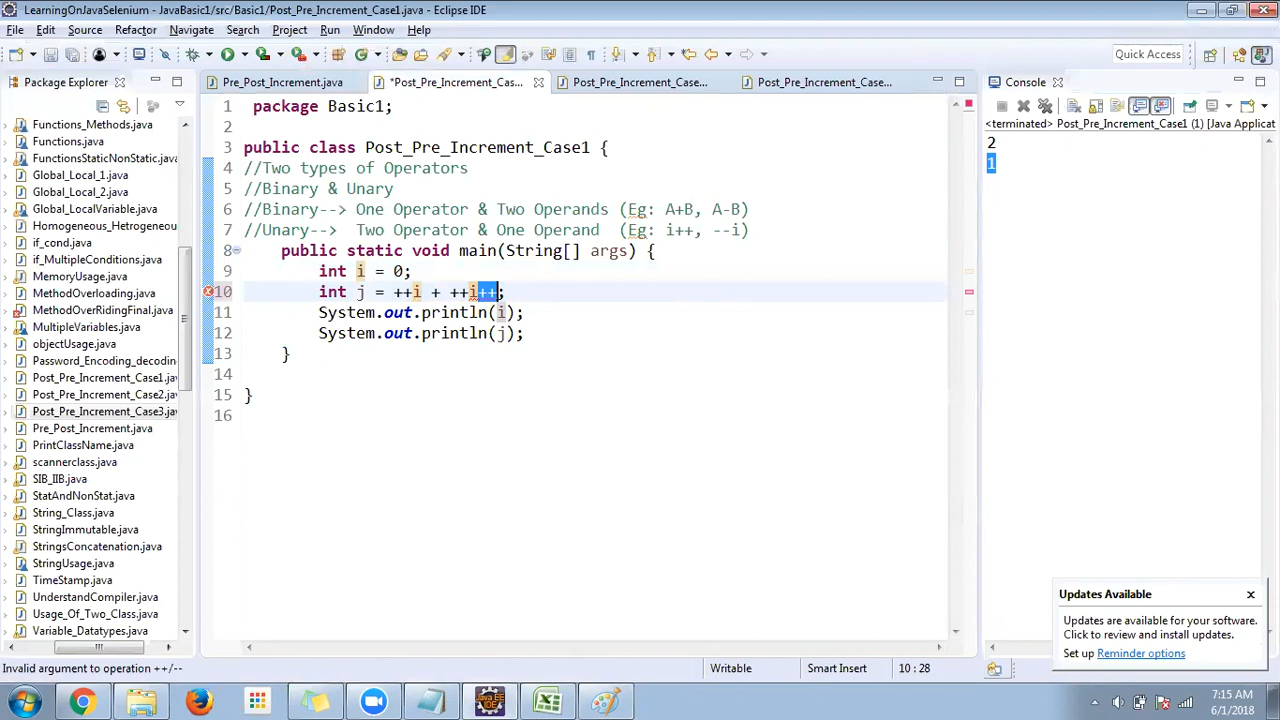 LearningOnJavaSelenium - JavaBasic1/src/Basic1/Post_Pre_Increment_Case1.java - Eclipse IDE
File Edit Source Refactor Navigate Search Project Run Window Help
Quick Access
Package Explorer
Functions_Methods.java
Functions.java
FunctionsStaticNonStatic.java
Global_Local_1.java
Global_Local_2.java
Global_LocalVariable.java
Homogeneous_Hetrogeneou
if_cond.java
if_MultipleConditions.java
MemoryUsage.java
MethodOverloading.java
MethodOverRidingFinal.java
MultipleVariables.java
objectUsage.java
Password_Encoding_decoding
Post_Pre_Increment_Case1.jav
Post_Pre_Increment_Case2.jav
Post_Pre_Increment_Case3.jav
Pre_Post_Increment.java
PrintClassName.java
scannerclass.java
SIB_IIB.java
StatAndNonStat.java
String_Class.java
StringImmutable.java
StringsConcatenation.java
StringUsage.java
TimeStamp.java
UnderstandCompiler.java
Usage_Of_Two_Class.java
Variable_Datatypes.java
Pre_Post_Increment.java *Post_Pre_Increment_Cas... Post_Pre_Increment_Case... Post_Pre_Increment_Case...
1 package Basic1;
2
3 public class Post_Pre_Increment_Case1 {
4 //Two types of Operators
5 //Binary & Unary
6 //Binary--> One Operator & Two Operands (Eg: A+B, A-B)
7 //Unary--> Two Operator & One Operand (Eg: i++, --i)
8 public static void main(String[] args) {
9 int i = 0;
10 int j = ++i + ++i++;
11 System.out.println(i);
12 System.out.println(j);
13 }
14
15 }
16
Console
<terminated> Post_Pre_Increment_Case1 (1) [Java Applicat
2
1
Updates Available
Updates are available for your software.
Click to review and install updates.
Set up Reminder options
Invalid argument to operation ++/-- Writable Smart Insert 10 : 28
7:15 AM
6/1/2018